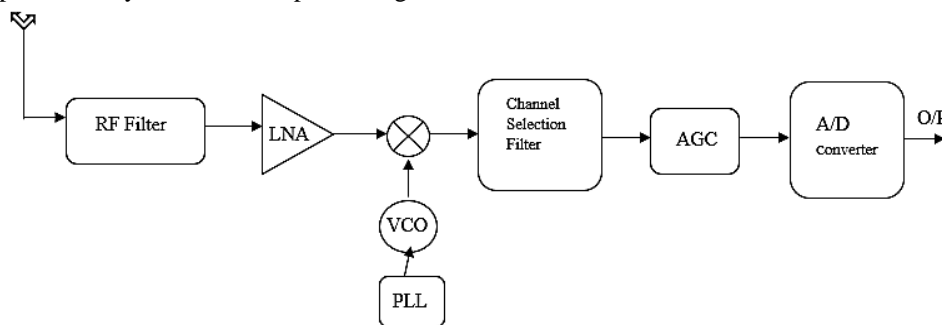 RF Filter
LNA
Channel
Selection
Filter
AGC
A/D
converter
VCO
PLL